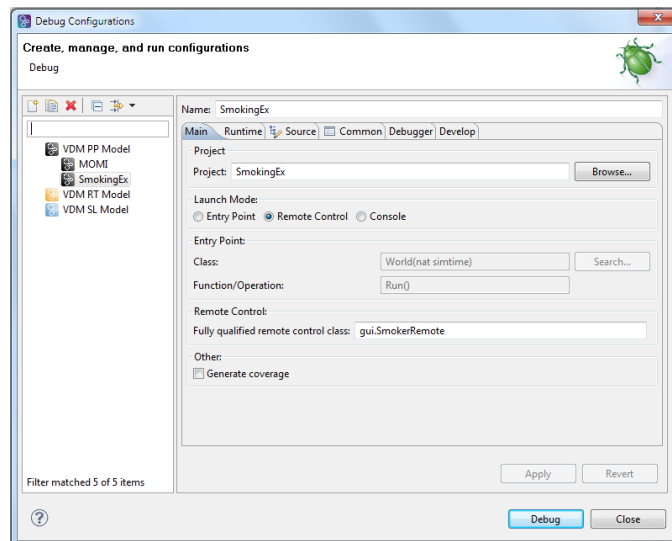 Debug Configurations
Create, manage, and run configurations
Debug
Name: SmokingEx
Main Runtime Source Common Debugger Develop
VDM PP Model
MOMI
SmokingEx
VDM RT Model
VDM SL Model
Project
Project: SmokingEx Browse...
Launch Mode:
Entry Point Remote Control Console
Entry Point:
Class: World(nat simtime) Search...
Function/Operation: Run()
Remote Control:
Fully qualified remote control class: gui.SmokerRemote
Other:
Generate coverage
Apply Revert
Filter matched 5 of 5 items
Debug Close